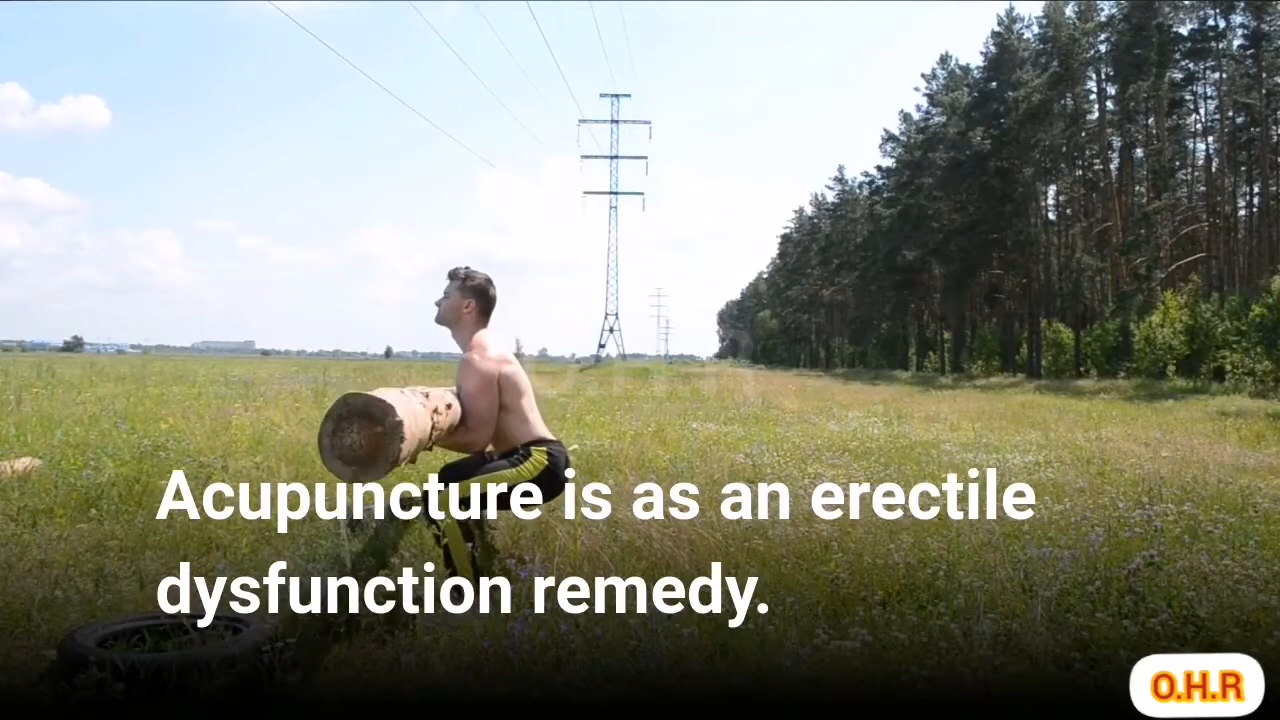 Acupuncture is as an erectile
dysfunction remedy.
O.H.R